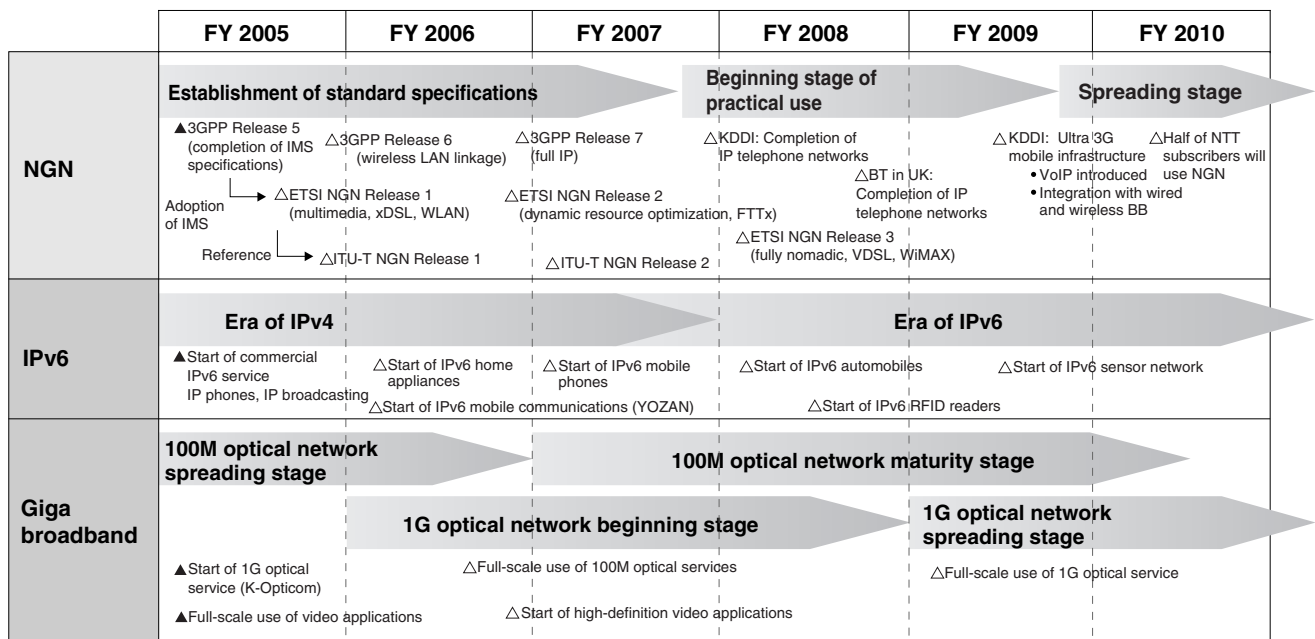 FY 2005 FY 2006 FY 2007 FY 2008 FY 2009 FY 2010
NGN
Establishment of standard specifications
Beginning stage of
practical use
Spreading stage
▲3GPP Release 5
(completion of IMS
specifications)
△3GPP Release 6
(wireless LAN linkage)
△3GPP Release 7
(full IP)
△KDDI: Completion of
IP telephone networks
△KDDI: Ultra 3G
mobile infrastructure
• VoIP introduced
• Integration with wired
and wireless BB
△Half of NTT
subscribers will
use NGN
△BT in UK:
Completion of IP
telephone networks
Adoption
of IMS
△ETSI NGN Release 1
(multimedia, xDSL, WLAN)
△ETSI NGN Release 2
(dynamic resource optimization, FTTx)
△ETSI NGN Release 3
(fully nomadic, VDSL, WiMAX)
Reference
△ITU-T NGN Release 1
△ITU-T NGN Release 2
IPv6
Era of IPv4
Era of IPv6
▲Start of commercial
IPv6 service
IP phones, IP broadcasting
△Start of IPv6 home
appliances
△Start of IPv6 mobile
phones
△Start of IPv6 automobiles
△Start of IPv6 sensor network
△Start of IPv6 mobile communications (YOZAN)
△Start of IPv6 RFID readers
Giga
broadband
100M optical network
spreading stage
100M optical network maturity stage
1G optical network beginning stage
1G optical network
spreading stage
▲Start of 1G optical
service (K-Opticom)
△Full-scale use of 100M optical services
△Full-scale use of 1G optical service
▲Full-scale use of video applications
△Start of high-definition video applications